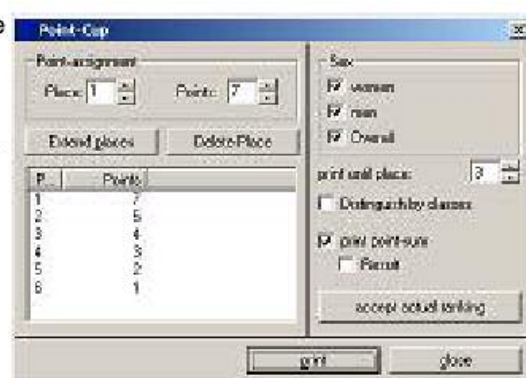 e
Point-Cup
Point-assignment
Place: 1 Points: 7
Extend places Delete Place
P... Points
1 7
2 5
3 4
4 3
5 2
6 1
Sex
women
men
Overall
print until place: 3
Distinguish by classes
print point-sum
accept actual ranking
print close